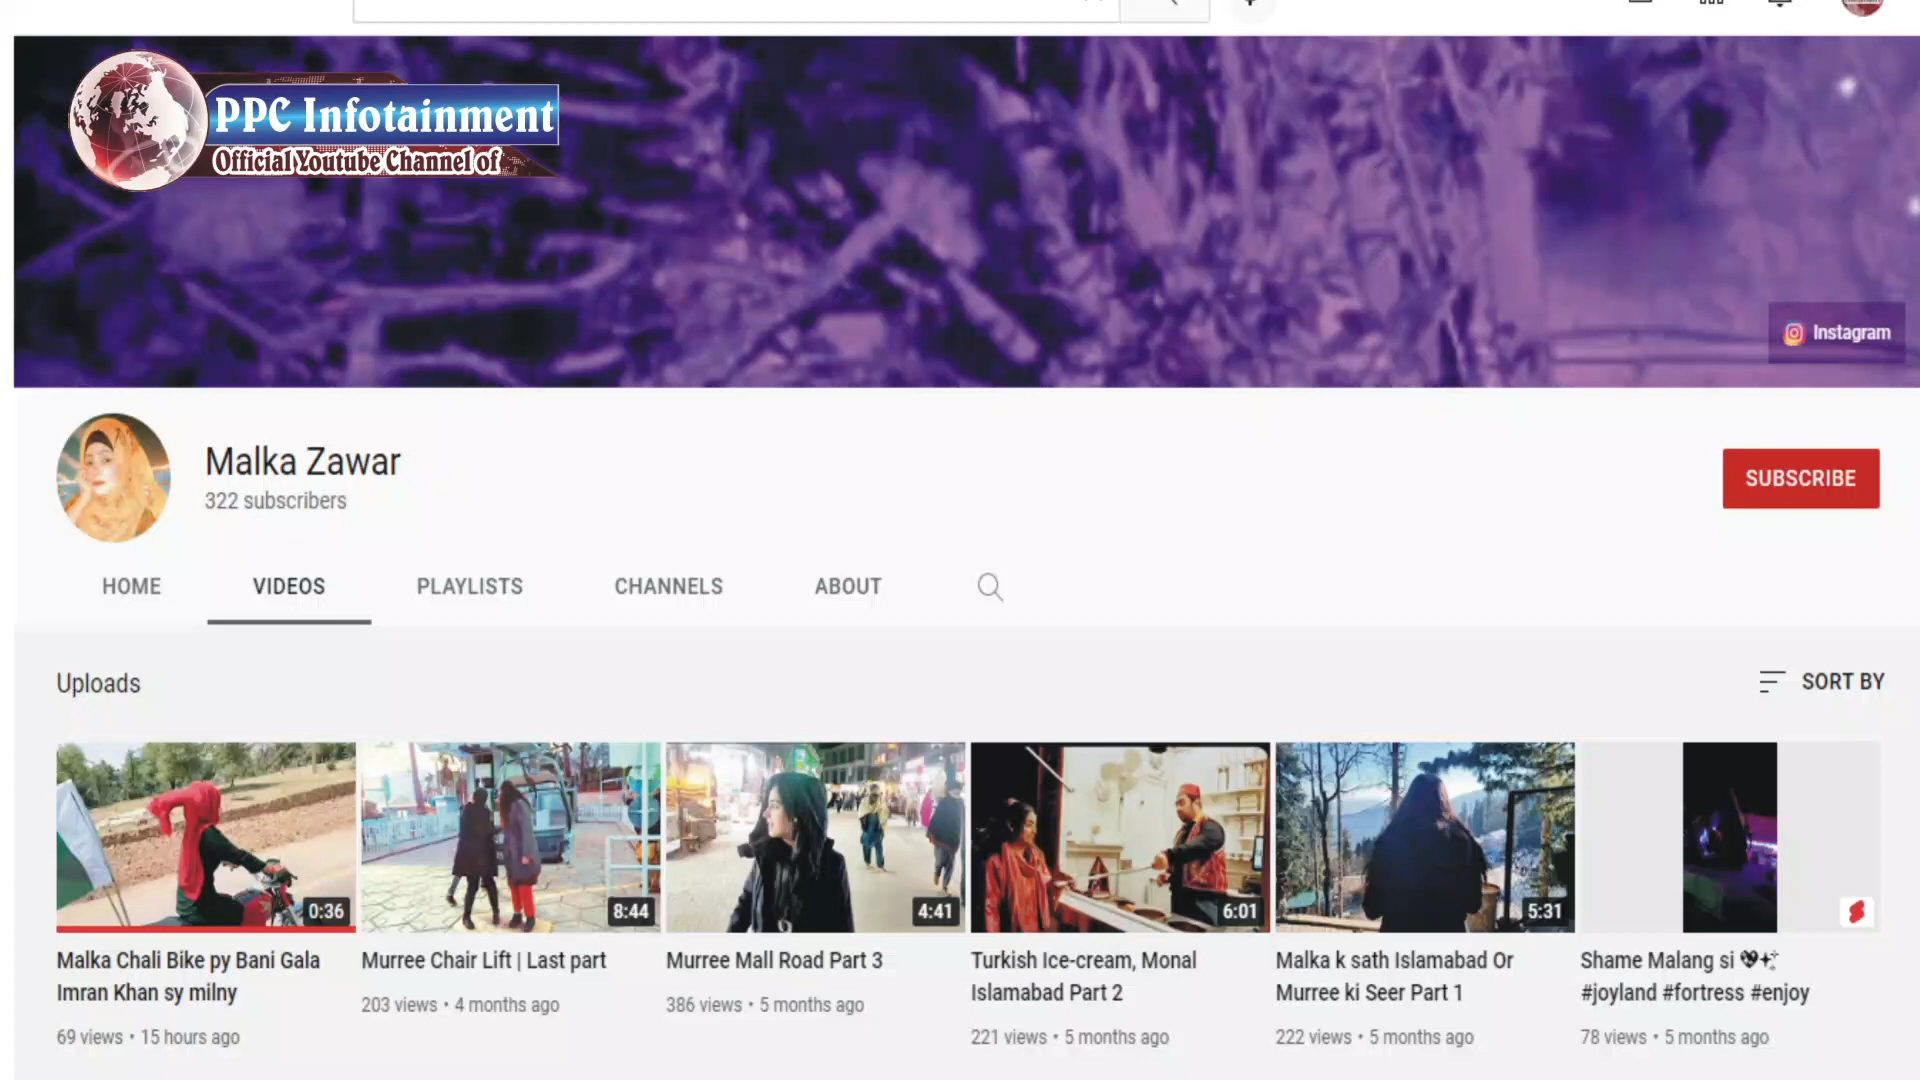 PPC Infotainment
Official Youtube Channel of
Instagram
Malka Zawar
322 subscribers
SUBSCRIBE
HOME
VIDEOS
PLAYLISTS
CHANNELS
ABOUT
Uploads
SORT BY
0:36
8:44
4:41
6:01
5:31
Malka Chali Bike py Bani Gala
Imran Khan sy milny
69 views • 15 hours ago
Murree Chair Lift | Last part
203 views • 4 months ago
Murree Mall Road Part 3
386 views • 5 months ago
Turkish Ice-cream, Monal
Islamabad Part 2
221 views • 5 months ago
Malka k sath Islamabad Or
Murree ki Seer Part 1
222 views • 5 months ago
Shame Malang si 💖✨
#joyland #fortress #enjoy
78 views • 5 months ago